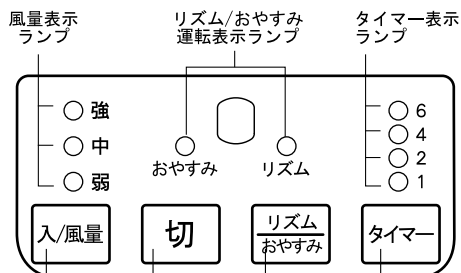 風量表示
ランプ
リズム/おやすみ
運転表示ランプ
タイマー表示
ランプ
強
中
弱
おやすみ
リズム
6
4
2
1
入/風量
切
リズム
おやすみ
タイマー